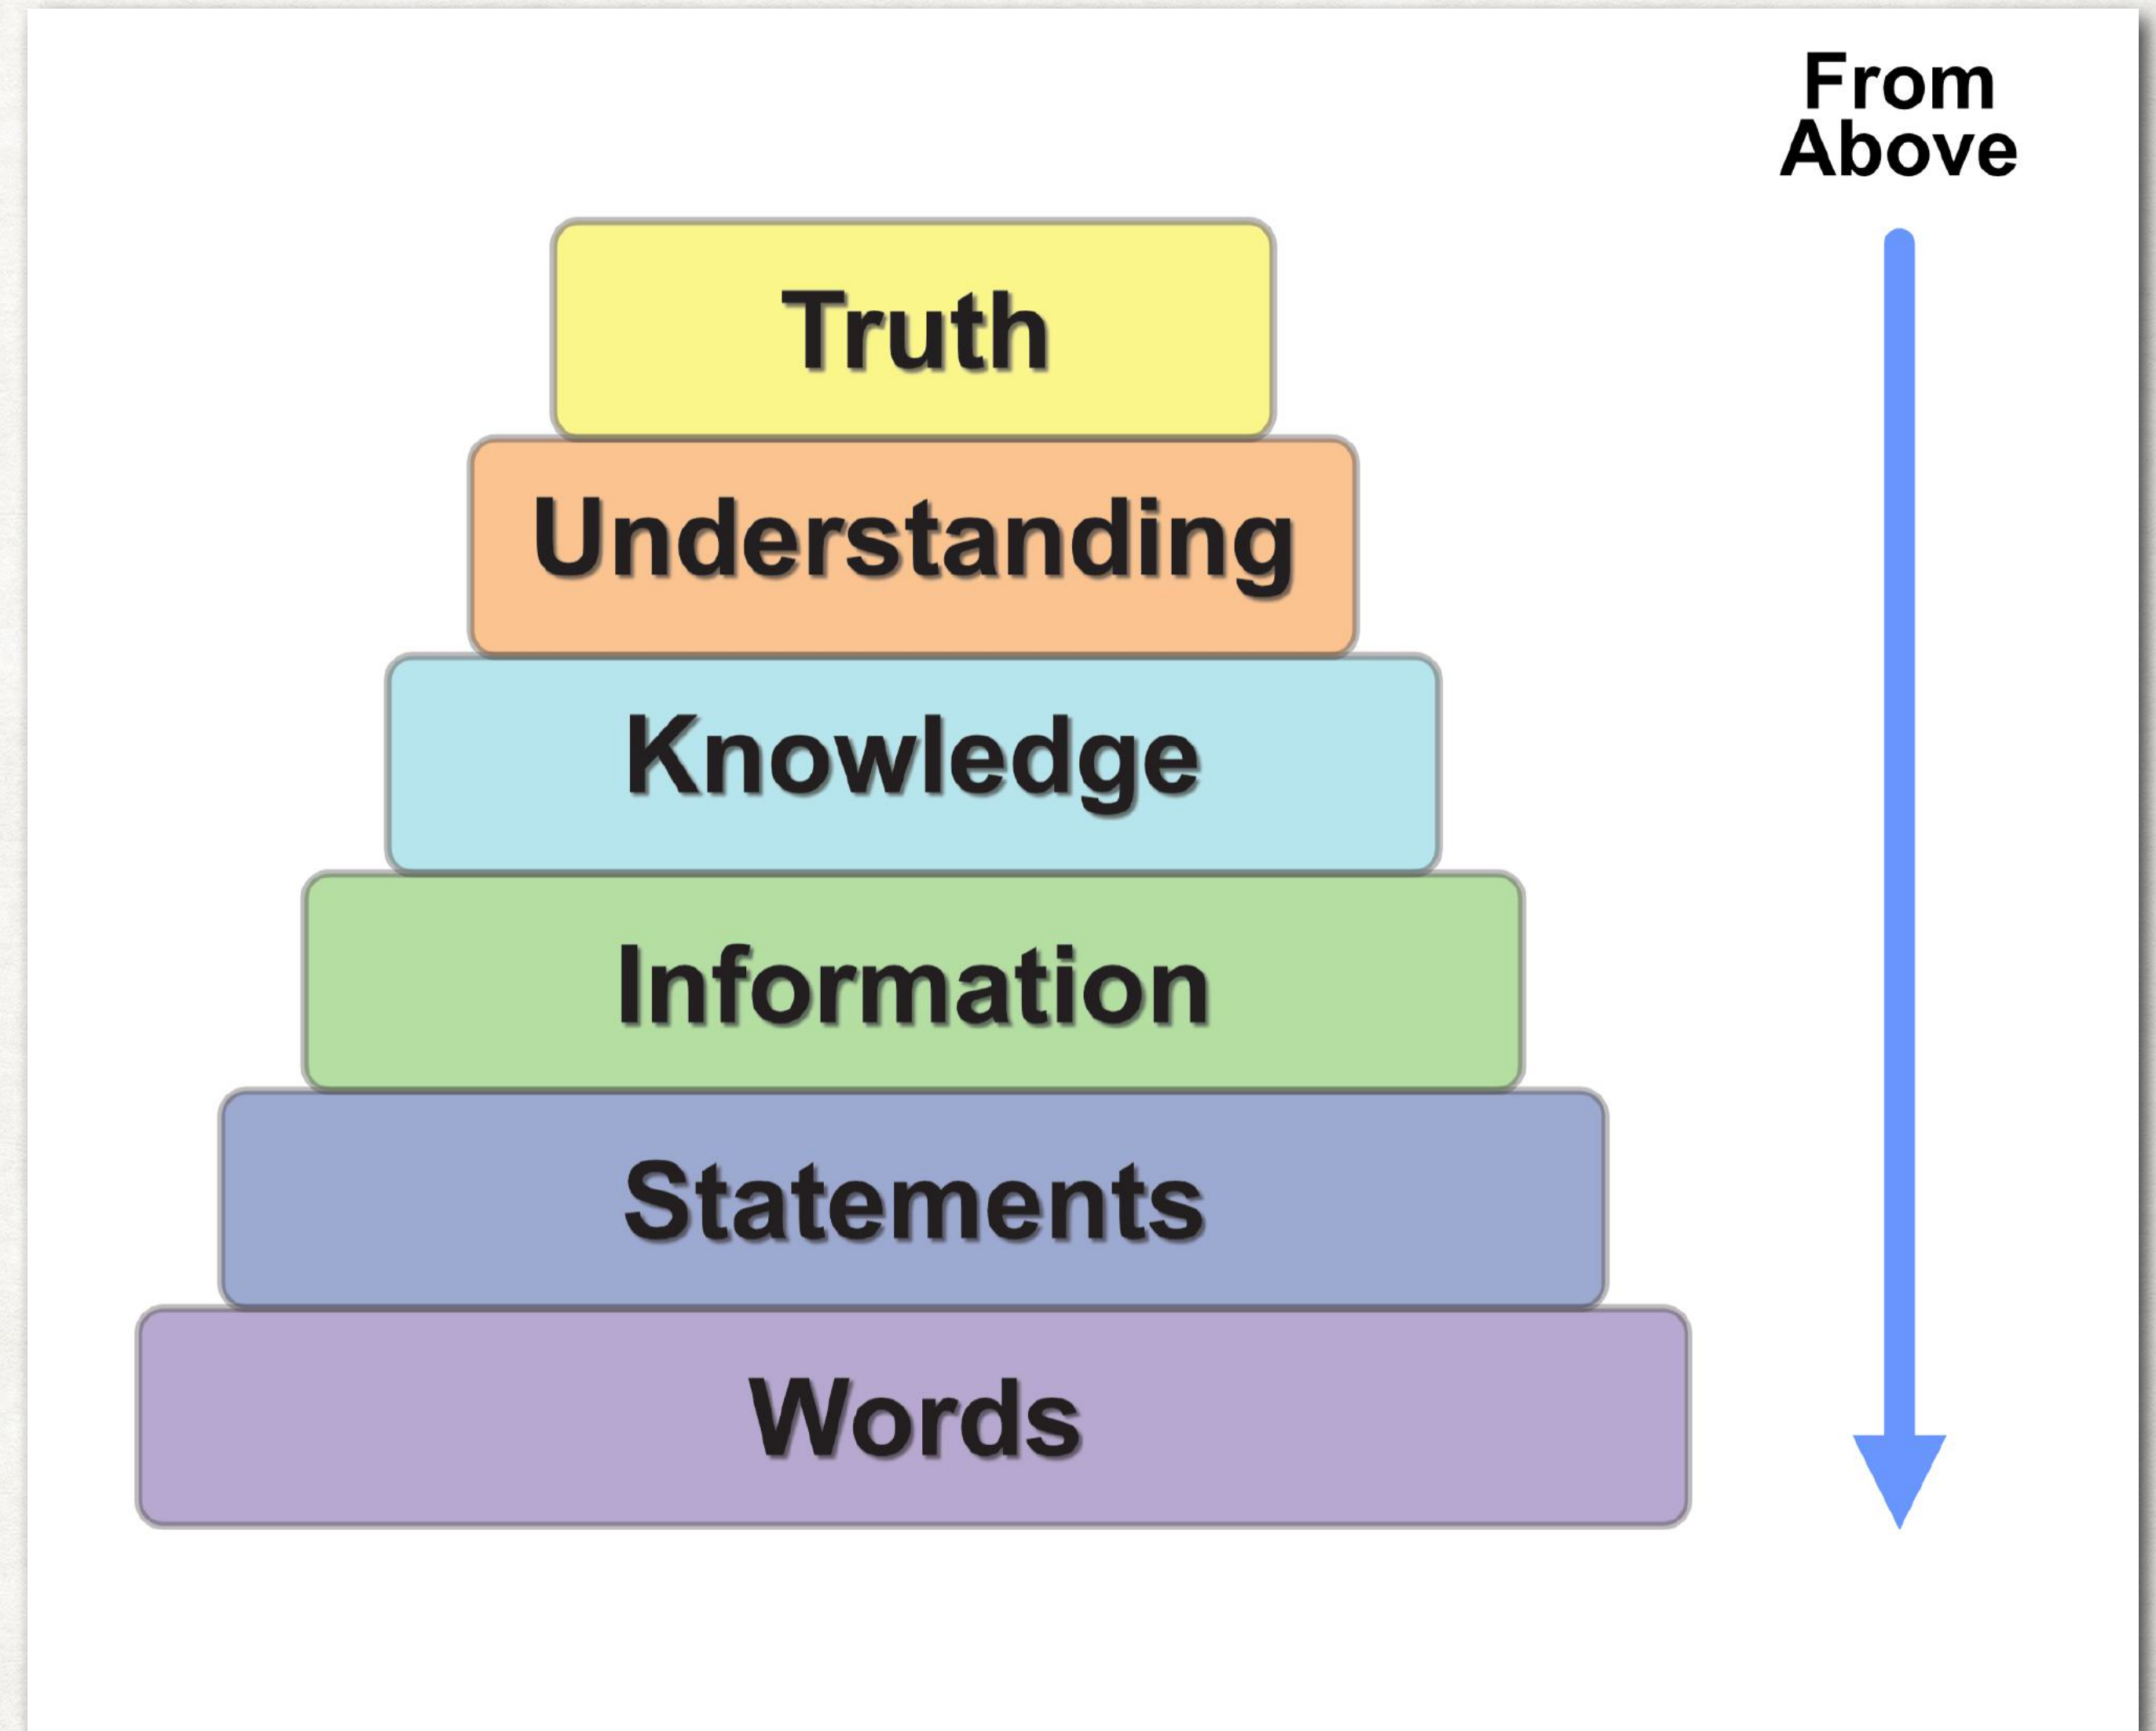 From
Above
Truth
Understanding
Knowledge
Information
Statements
Words